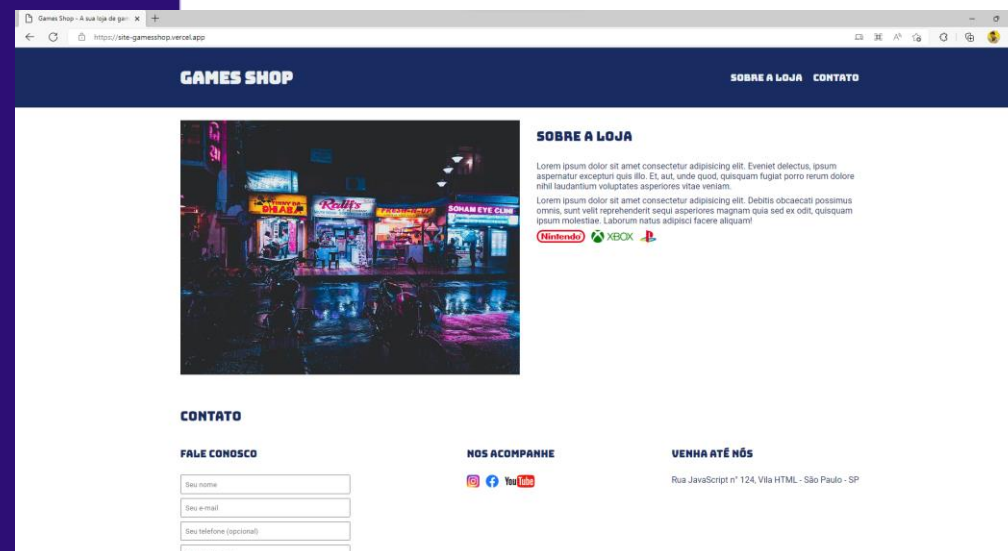 Games Shop - A sua loja de gam
https://site-gamesshop.vercel.app
GAMES SHOP
SOBRE A LOJA CONTATO
SOHAM EYE CLINI
SOBRE A LOJA
Lorem ipsum dolor sit amet consectetur adipisicing elit. Eveniet delectus, ipsum
aspernatur excepturi quis illo. Et, aut, unde quod, quisquam fugiat porro rerum dolore
nihil laudantium voluptates asperiores vitae veniam.
Lorem ipsum dolor sit amet consectetur adipisicing elit. Debitis obcaecati possimus
omnis, sunt velit reprehenderit sequi asperiores magnam quia sed ex odit, quisquam
ipsum molestiae. Laborum natus adipisci facere aliquam!
Nintendo XBOX
CONTATO
FALE CONOSCO
Seu nome
Seu e-mail
Seu telefone (opcional)
NOS ACOMPANHE
YouTube
VENHA ATÉ NÓS
Rua JavaScript n° 124, Vila HTML - São Paulo - SP